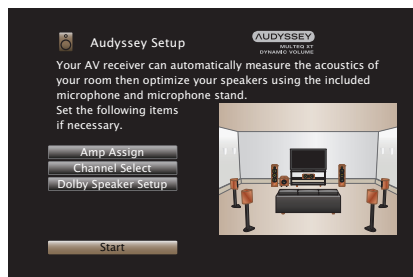 Audyssey Setup
AUDYSSEY
MULTEQ XT
DYNAMIC VOLUME
Your AV receiver can automatically measure the acoustics of
your room then optimize your speakers using the included
microphone and microphone stand.
Set the following items
if necessary.
Amp Assign
Channel Select
Dolby Speaker Setup
Start